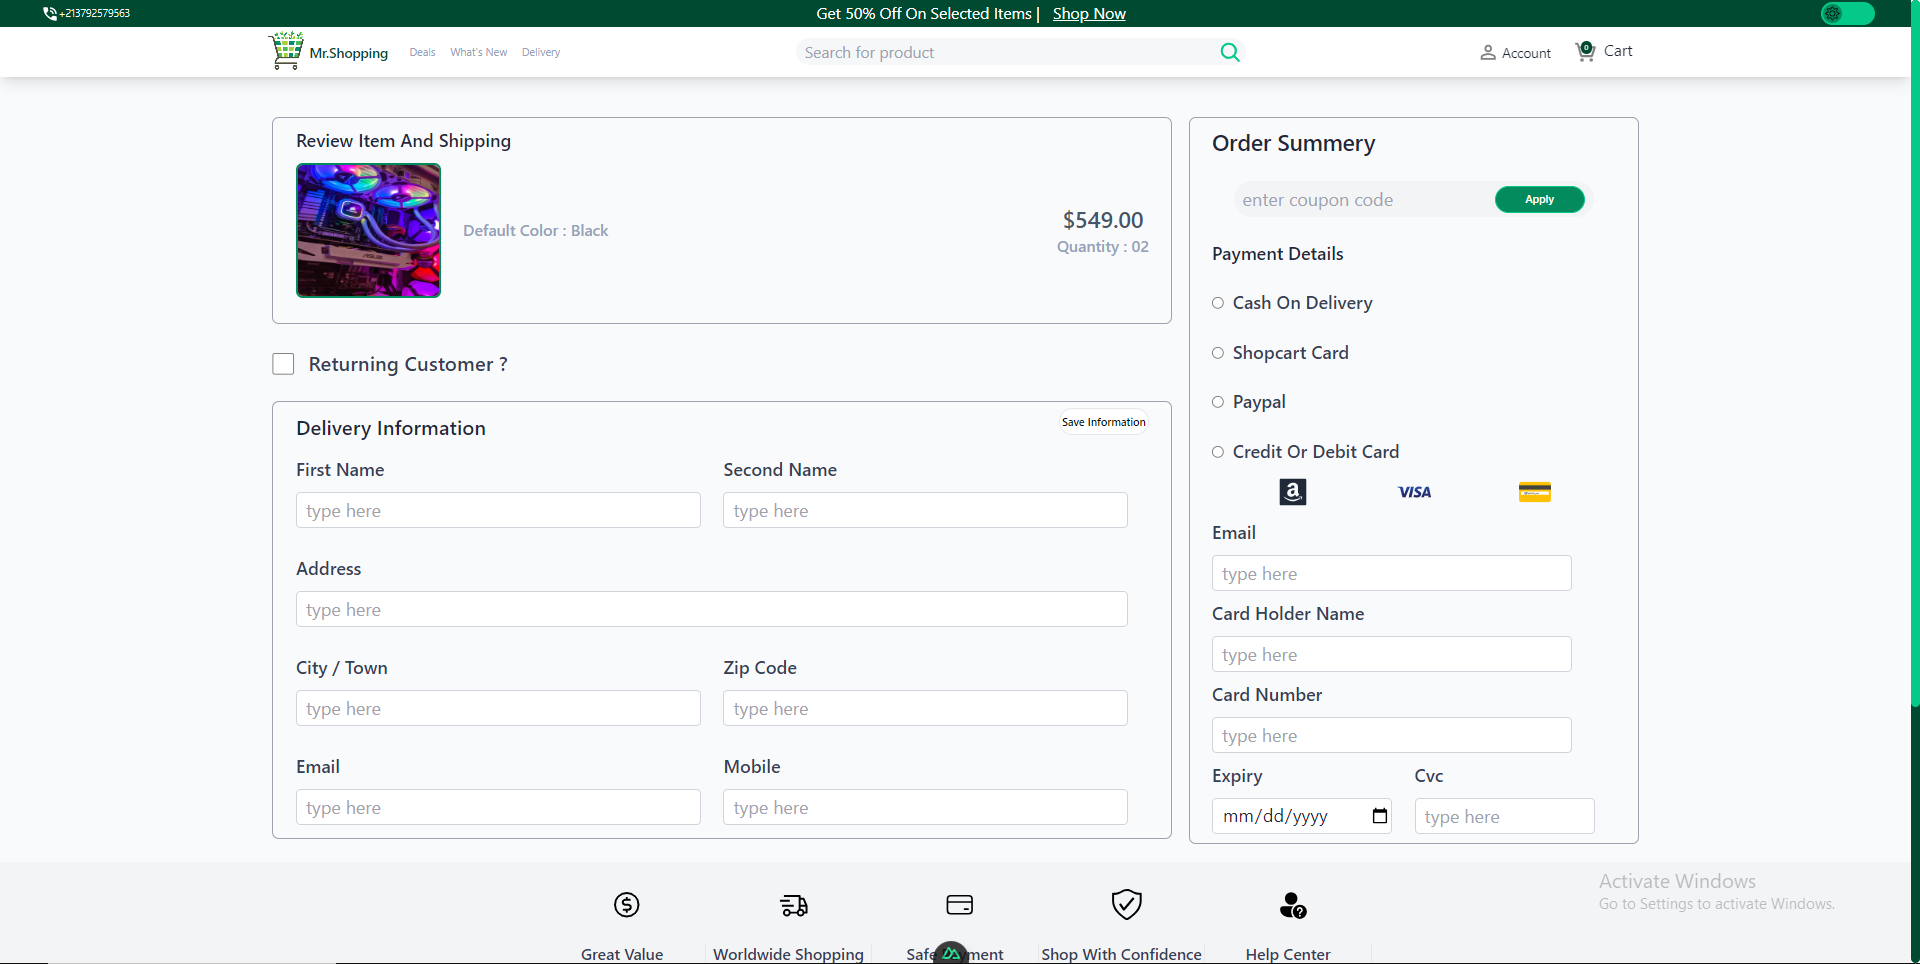 +213792579563
Get 50% Off On Selected Items | Shop Now
Mr.Shopping
Deals
What's New
Delivery
Search for product
Account
0
Cart
Review Item And Shipping
Default Color : Black
$549.00
Quantity : 02
Returning Customer ?
Delivery Information
Save Information
First Name
Second Name
type here
type here
Address
type here
City / Town
Zip Code
type here
type here
Email
Mobile
type here
type here
Order Summery
enter coupon code
Apply
Payment Details
Cash On Delivery
Shopcart Card
Paypal
Credit Or Debit Card
VISA
Email
type here
Card Holder Name
type here
Card Number
type here
Expiry
Cvc
mm/dd/yyyy
type here
Activate Windows
Go to Settings to activate Windows.
Great Value
Worldwide Shopping
Shop With Confidence
Help Center